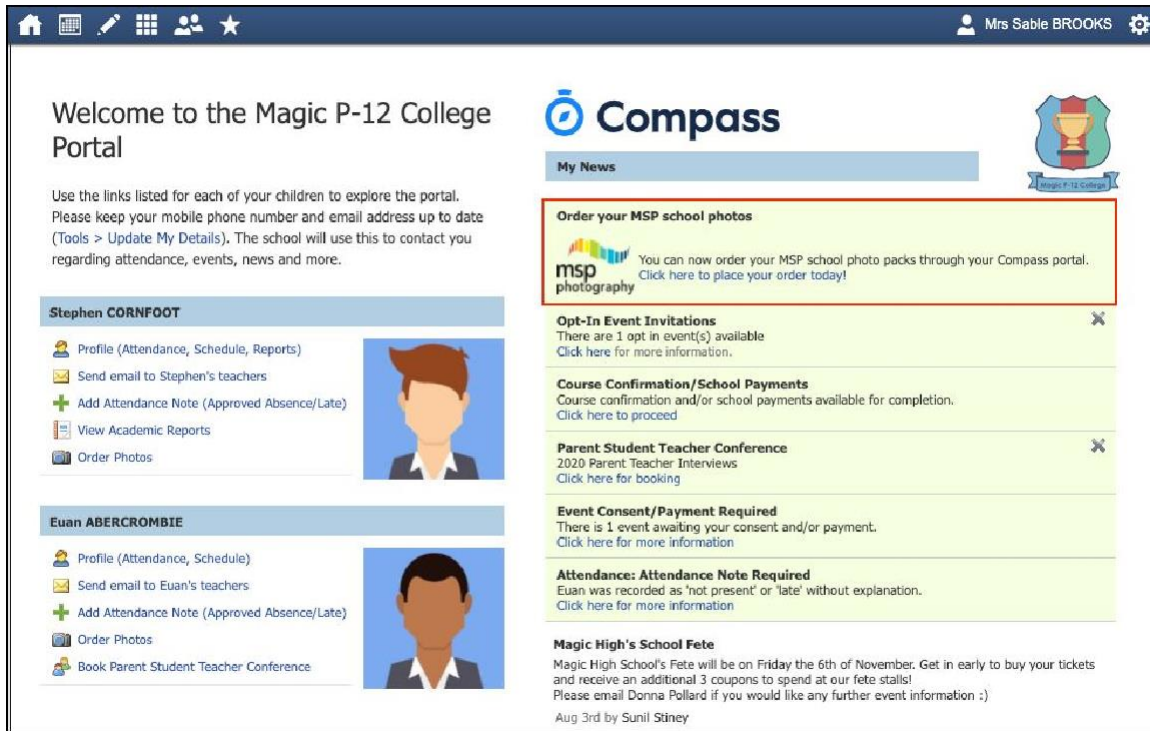 Mrs Sable BROOKS
Welcome to the Magic P-12 College
Portal
Use the links listed for each of your children to explore the portal.
Please keep your mobile phone number and email address up to date
(Tools > Update My Details). The school will use this to contact you
regarding attendance, events, news and more.
Stephen CORNFOOT
Profile (Attendance, Schedule, Reports)
Send email to Stephen's teachers
Add Attendance Note (Approved Absence/Late)
View Academic Reports
Order Photos
Euan ABERCROMBIE
Profile (Attendance, Schedule)
Send email to Euan's teachers
Add Attendance Note (Approved Absence/Late)
Order Photos
Book Parent Student Teacher Conference
Compass
Magic P-12 College
My News
Order your MSP school photos
msp
photography
You can now order your MSP school photo packs through your Compass portal.
Click here to place your order today!
Opt-In Event Invitations
There are 1 opt in event(s) available
Click here for more information.
Course Confirmation/School Payments
Course confirmation and/or school payments available for completion.
Click here to proceed
Parent Student Teacher Conference
2020 Parent Teacher Interviews
Click here for booking
Event Consent/Payment Required
There is 1 event awaiting your consent and/or payment.
Click here for more information
Attendance: Attendance Note Required
Euan was recorded as 'not present' or 'late' without explanation.
Click here for more information
Magic High's School Fete
Magic High School's Fete will be on Friday the 6th of November. Get in early to buy your tickets
and receive an additional 3 coupons to spend at our fete stalls!
Please email Donna Pollard if you would like any further event information :)
Aug 3rd by Sunil Stiney